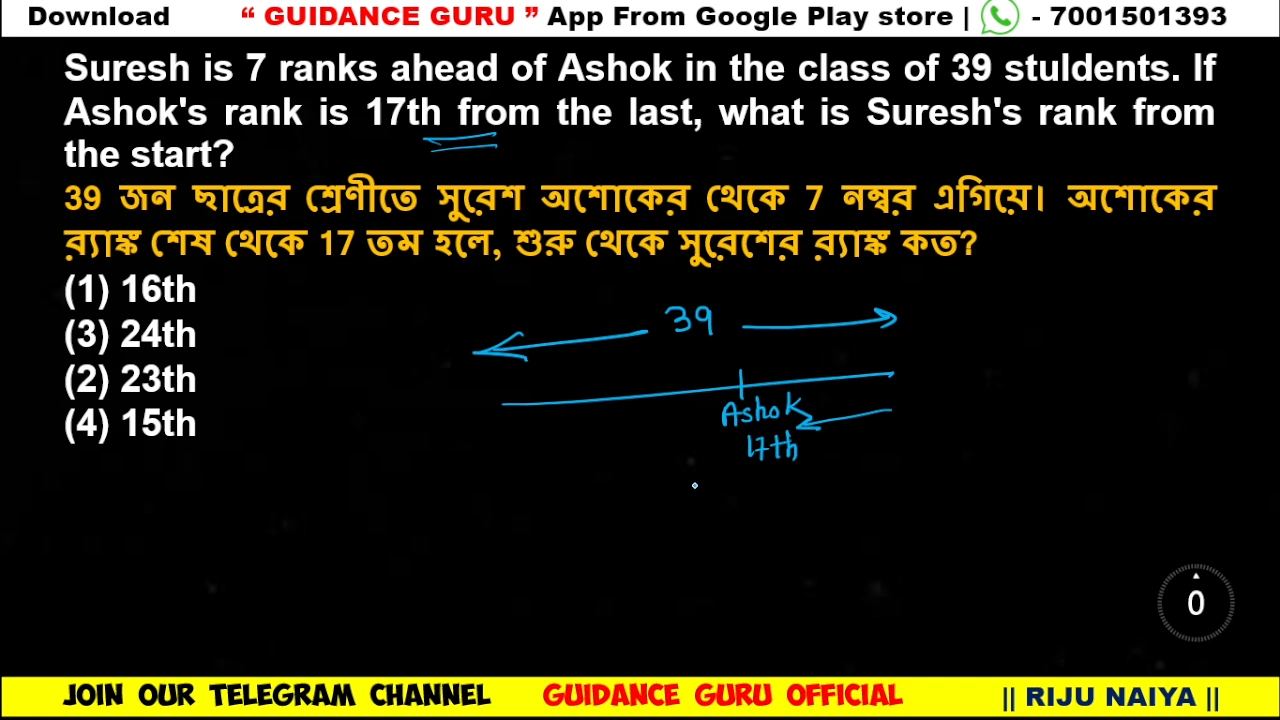 Download “ GUIDANCE GURU ” App From Google Play store | - 7001501393
Suresh is 7 ranks ahead of Ashok in the class of 39 stuldents. If
Ashok's rank is 17th from the last, what is Suresh's rank from
the start?
39 জন ছাত্রের শ্রেণীতে সুরেশ অশোকের থেকে 7 নম্বর এগিয়ে। অশোকের
র‍্যাঙ্ক শেষ থেকে 17 তম হলে, শুরু থেকে সুরেশের র‍্যাঙ্ক কত?
(1) 16th
(3) 24th
(2) 23th
(4) 15th
39
Ashok
17th
0
JOIN OUR TELEGRAM CHANNEL GUIDANCE GURU OFFICIAL || RIJU NAIYA ||